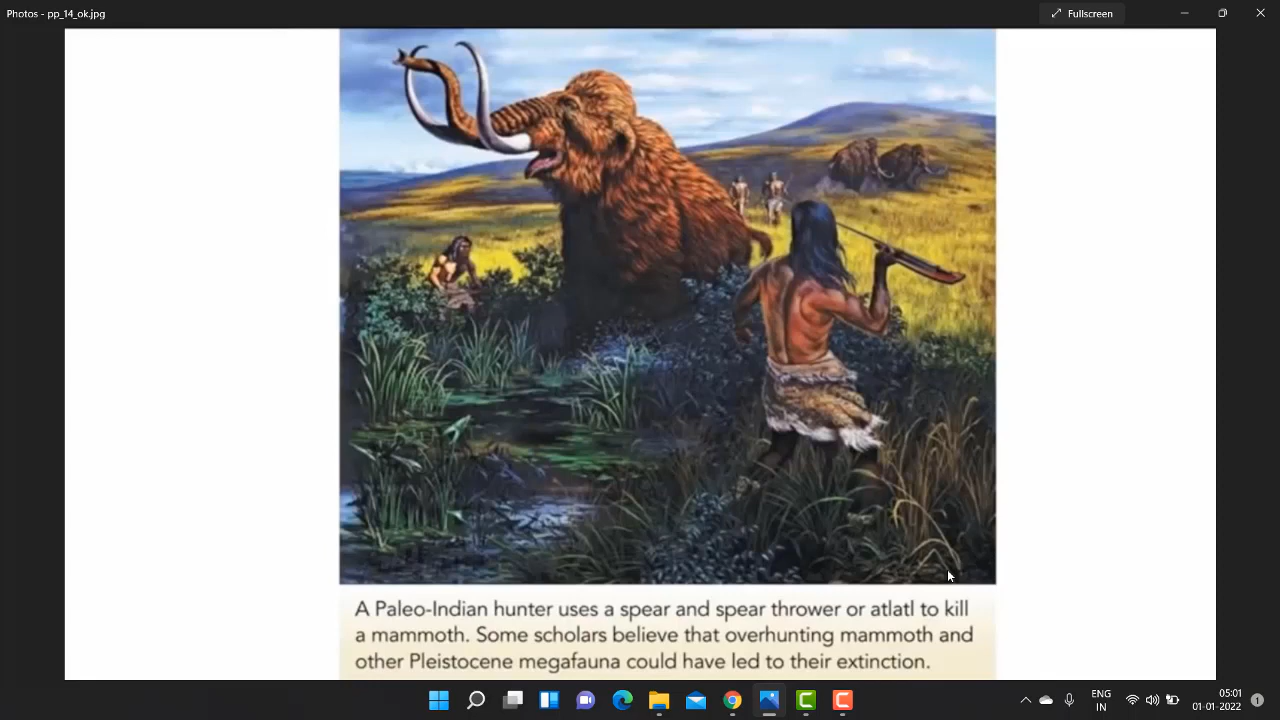 Photos - pp_14_ok.jpg
Fullscreen
A Paleo-Indian hunter uses a spear and spear thrower or atlatl to kill
a mammoth. Some scholars believe that overhunting mammoth and
other Pleistocene megafauna could have led to their extinction.
ENG
IN
05:01
01-01-2022
1